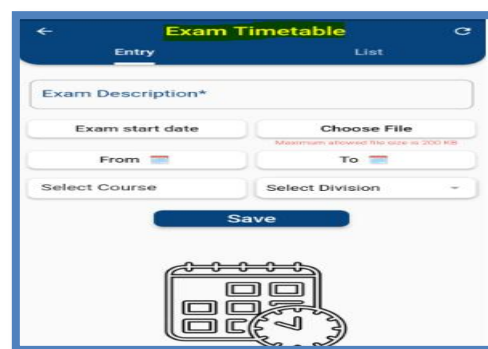 Exam Timetable
Entry List
Exam Description*
Exam start date Choose File
Maximum allowed file size is 200 KB
From To
Select Course Select Division
Save